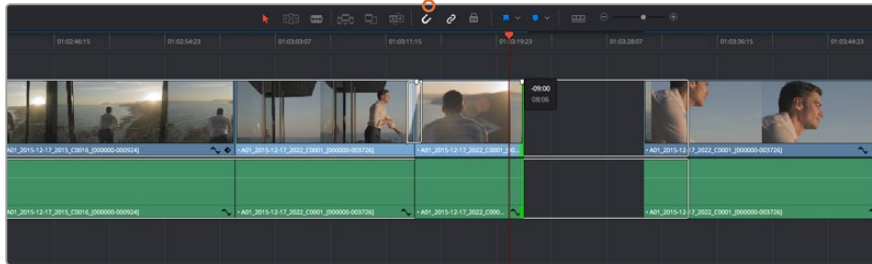 01:02:46:15
01:02:54:23
01:03:03:07
01:03:11:15
01:03:19:23
01:03:28:07
01:03:36:15
01:03:44:23
-09:00
08:06
A01_2015-12-17_2015_C0016_[000000-000924]
• A01_2015-12-17_2022_C0001_[000000-003726]
• A01_2015-12-17_2022_C0001_[00...
• A01_2015-12-17_2022_C0001_[000000-003726]
A01_2015-12-17_2015_C0016_[000000-000924]
• A01_2015-12-17_2022_C0001_[000000-003726]
• A01_2015-12-17_2022_C000...
• A01_2015-12-17_2022_C0001_[000000-003726]